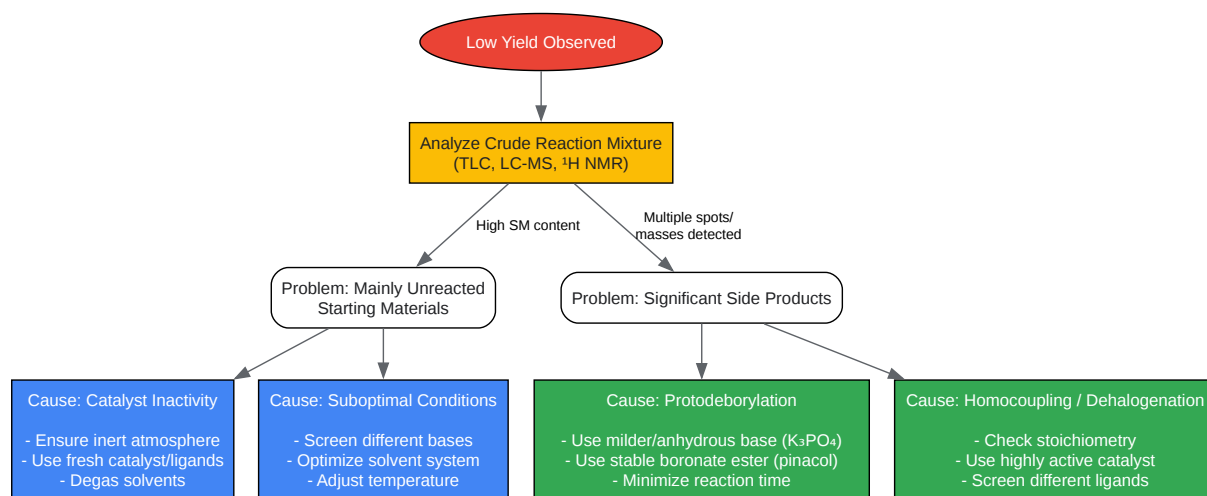 Low Yield Observed
Analyze Crude Reaction Mixture
(TLC, LC-MS, ¹H NMR)
High SM content
Multiple spots/
masses detected
Problem: Mainly Unreacted
Starting Materials
Problem: Significant Side Products
Cause: Catalyst Inactivity
- Ensure inert atmosphere
- Use fresh catalyst/ligands
- Degas solvents
Cause: Suboptimal Conditions
- Screen different bases
- Optimize solvent system
- Adjust temperature
Cause: Protodeborylation
- Use milder/anhydrous base (K₃PO₄)
- Use stable boronate ester (pinacol)
- Minimize reaction time
Cause: Homocoupling / Dehalogenation
- Check stoichiometry
- Use highly active catalyst
- Screen different ligands